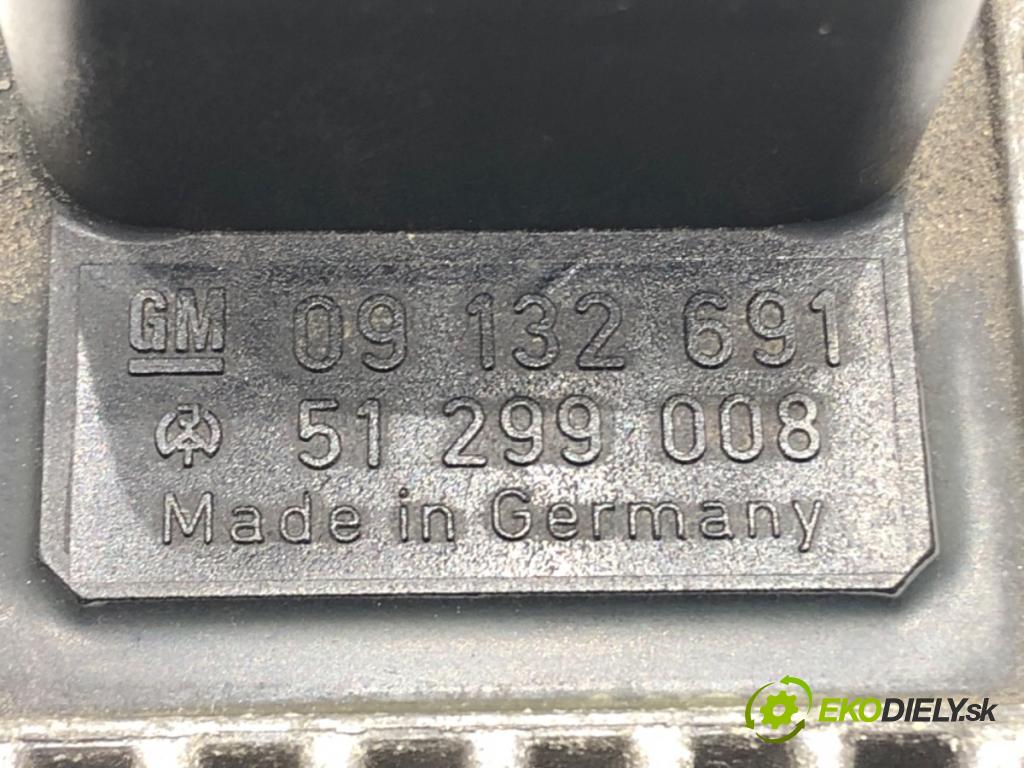 GM 09 132 691
51 299 008
Made in Germany
EKODIELY.sk